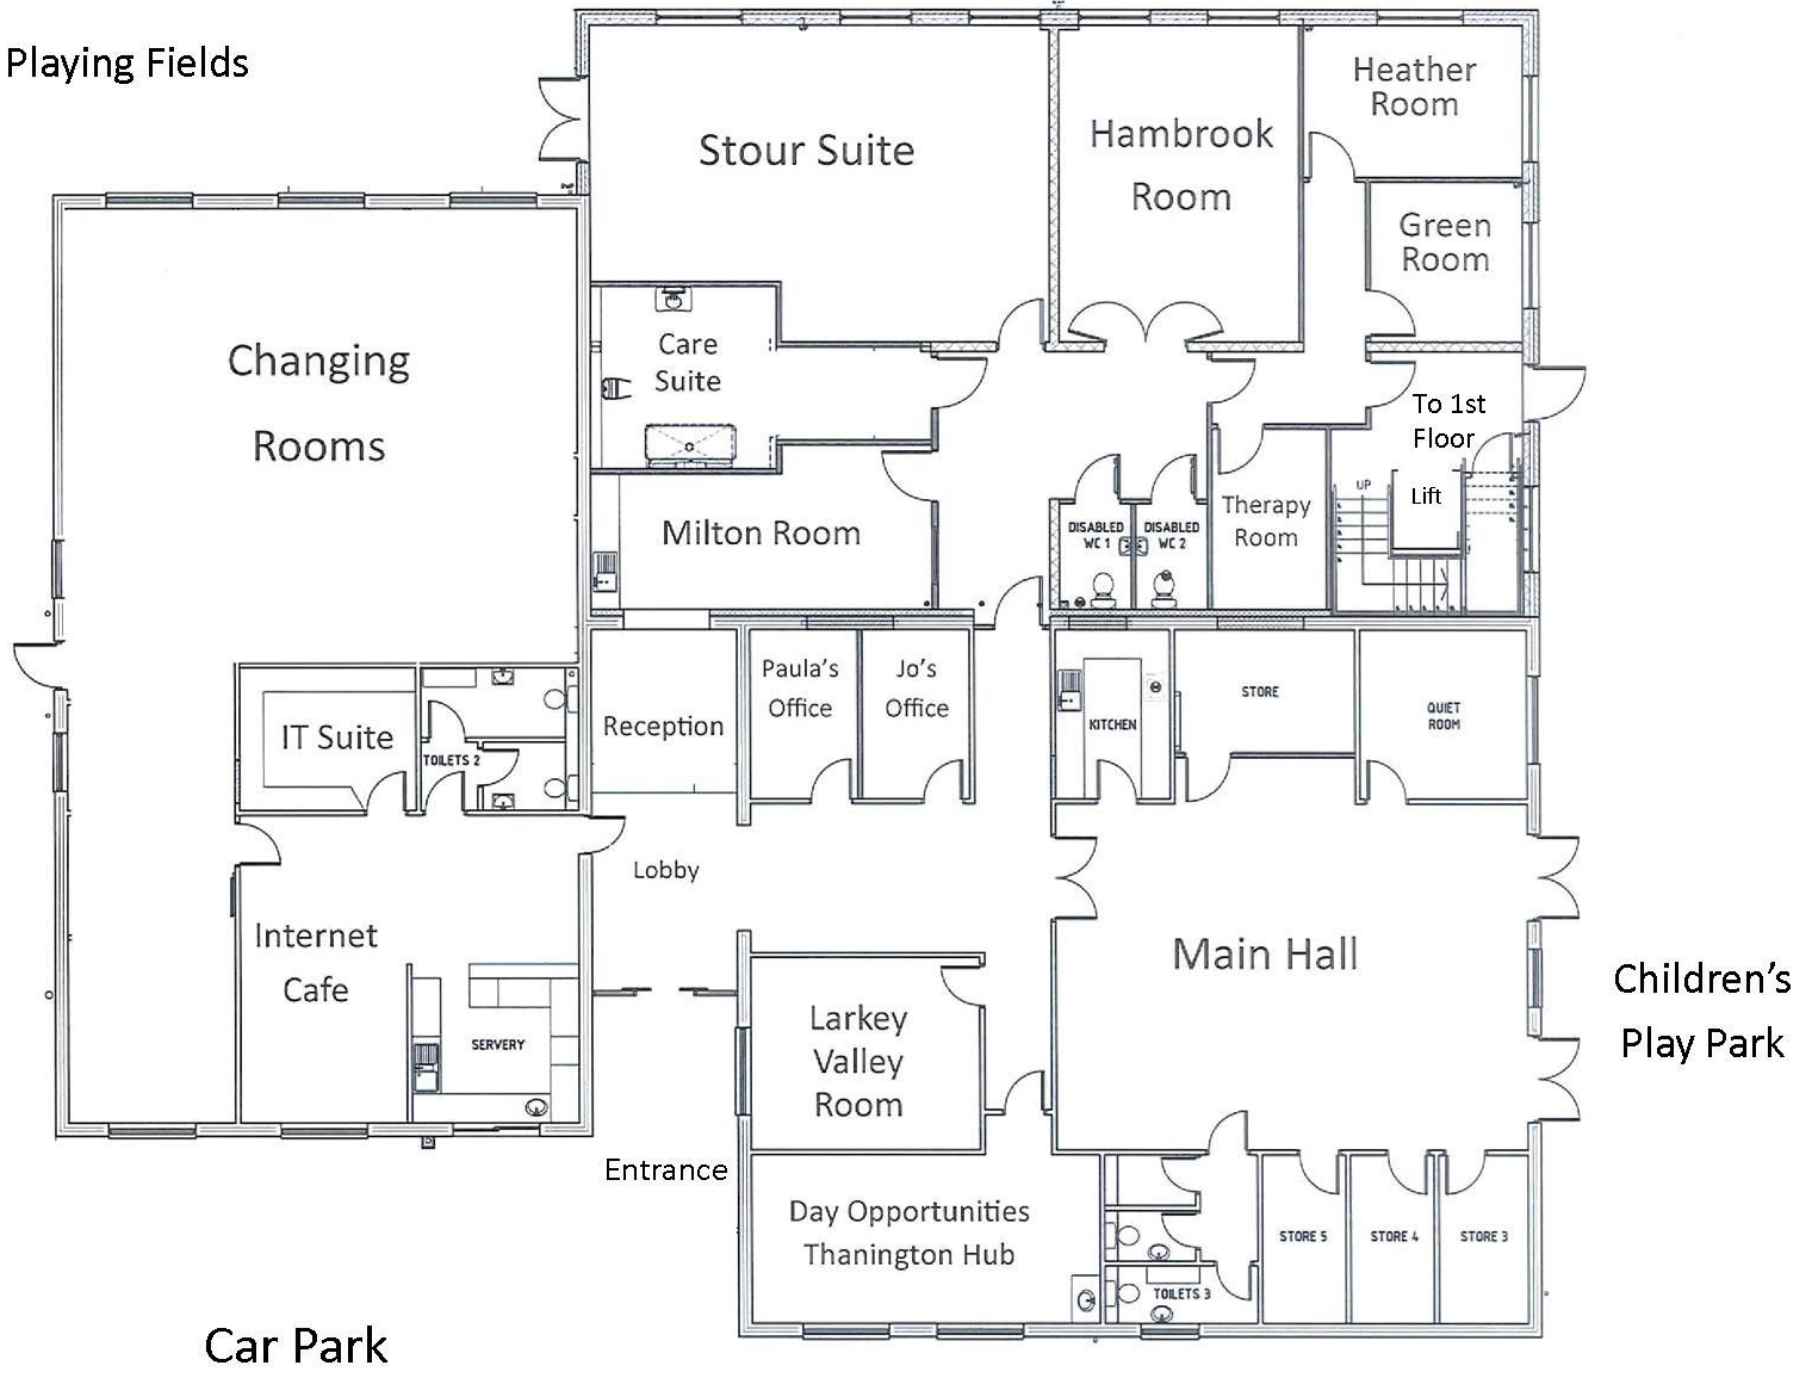 Playing Fields
Stour Suite
Hambrook
Room
Heather
Room
Green
Room
Changing
Rooms
Care
Suite
To 1st
Floor
UP
Lift
Milton Room
DISABLED
WC 1
DISABLED
WC 2
Therapy
Room
IT Suite
TOILETS 2
Reception
Paula's
Office
Jo's
Office
KITCHEN
STORE
QUIET
ROOM
Lobby
Internet
Cafe
SERVERY
Main Hall
Children's
Play Park
Larkey
Valley
Room
Entrance
Day Opportunities
Thanington Hub
TOILETS 3
STORE 5
STORE 4
STORE 3
Car Park